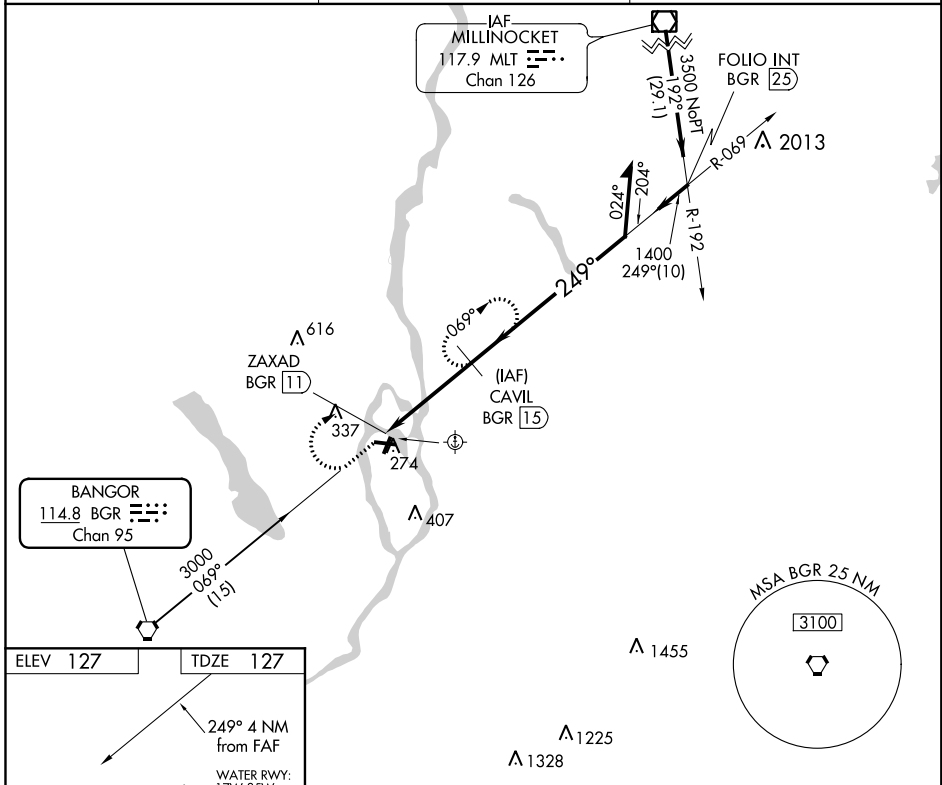 IAF
MILLINOCKET
117.9 MLT
Chan 126
3500 NoPT
192°
(29.1)
FOLIO INT
BGR 25
R-069
2013
024°
204°
R-192
1400
249°(10)
249°
069°
616
ZAXAD
BGR 11
(IAF)
CAVIL
BGR 15
337
274
407
BANGOR
114.8 BGR
Chan 95
3000
069°
(15)
MSA BGR 25 NM
3100
1455
1225
1328
ELEV 127
TDZE 127
249° 4 NM
from FAF
WATER RWY: